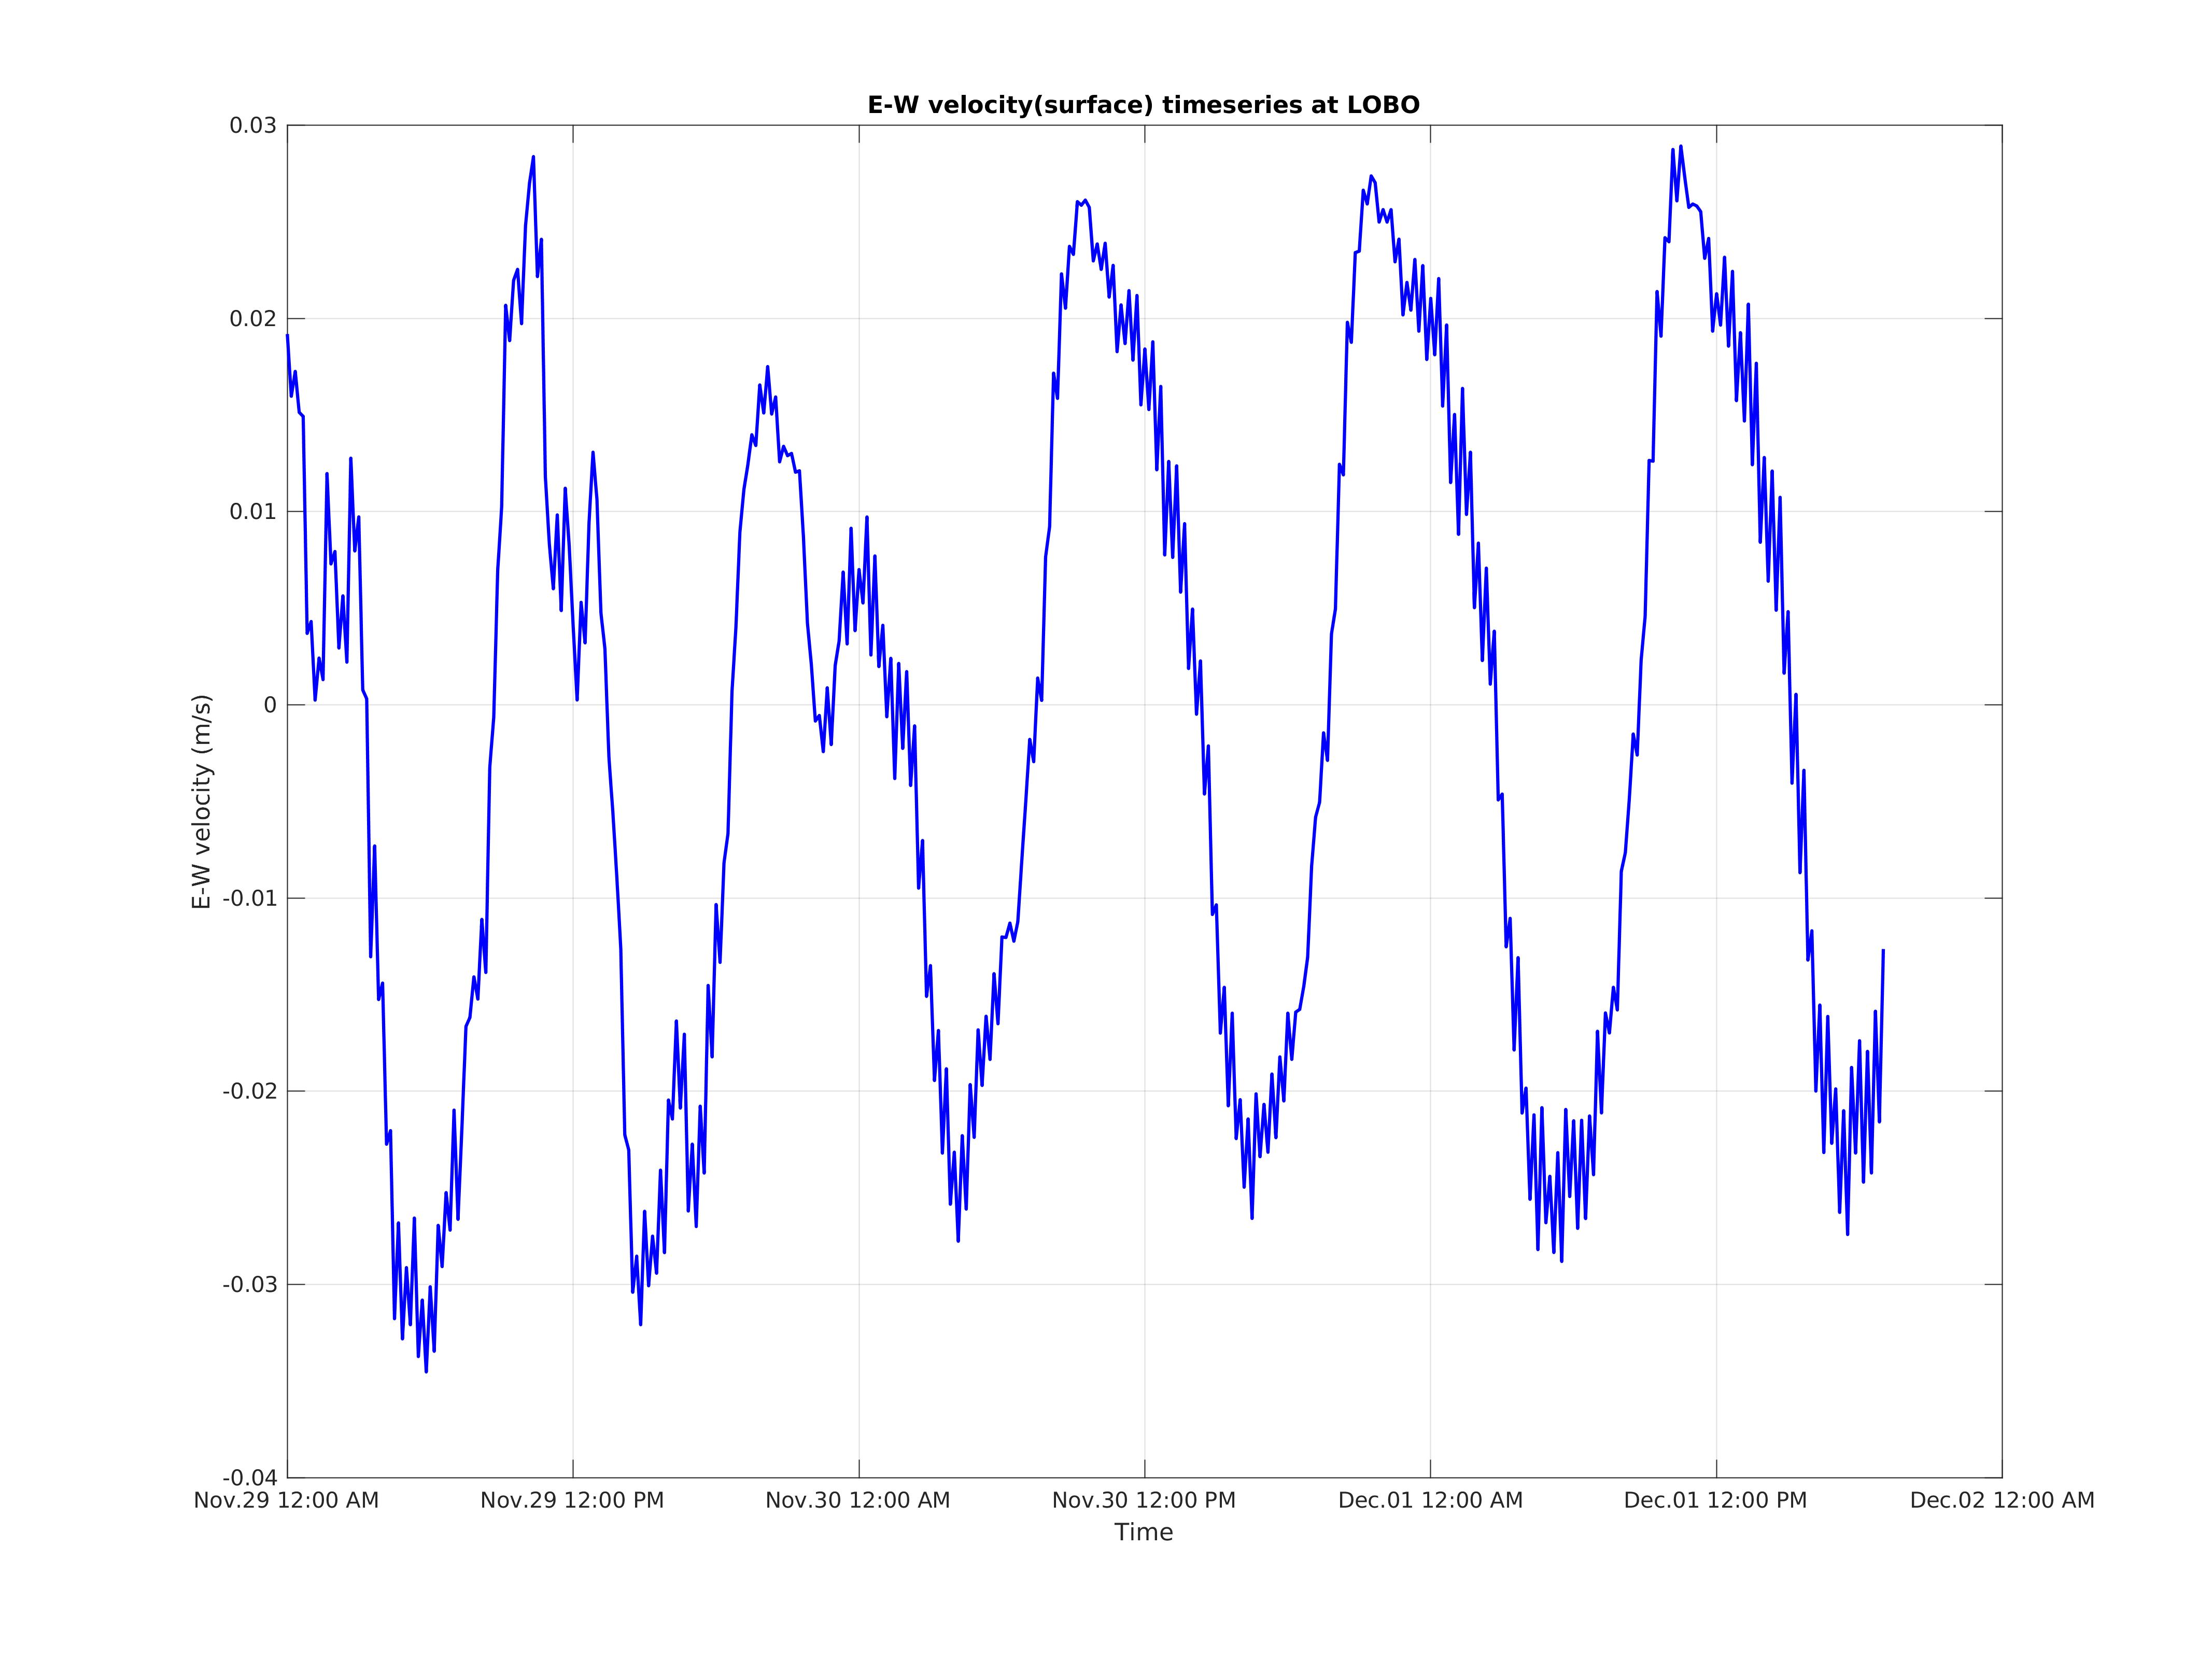 E-W velocity(surface) timeseries at LOBO
0.03
0.02
0.01
0
-0.01
-0.02
-0.03
-0.04
E-W velocity (m/s)
Nov.29 12:00 AM Nov.29 12:00 PM Nov.30 12:00 AM Nov.30 12:00 PM Dec.01 12:00 AM Dec.01 12:00 PM Dec.02 12:00 AM
Time